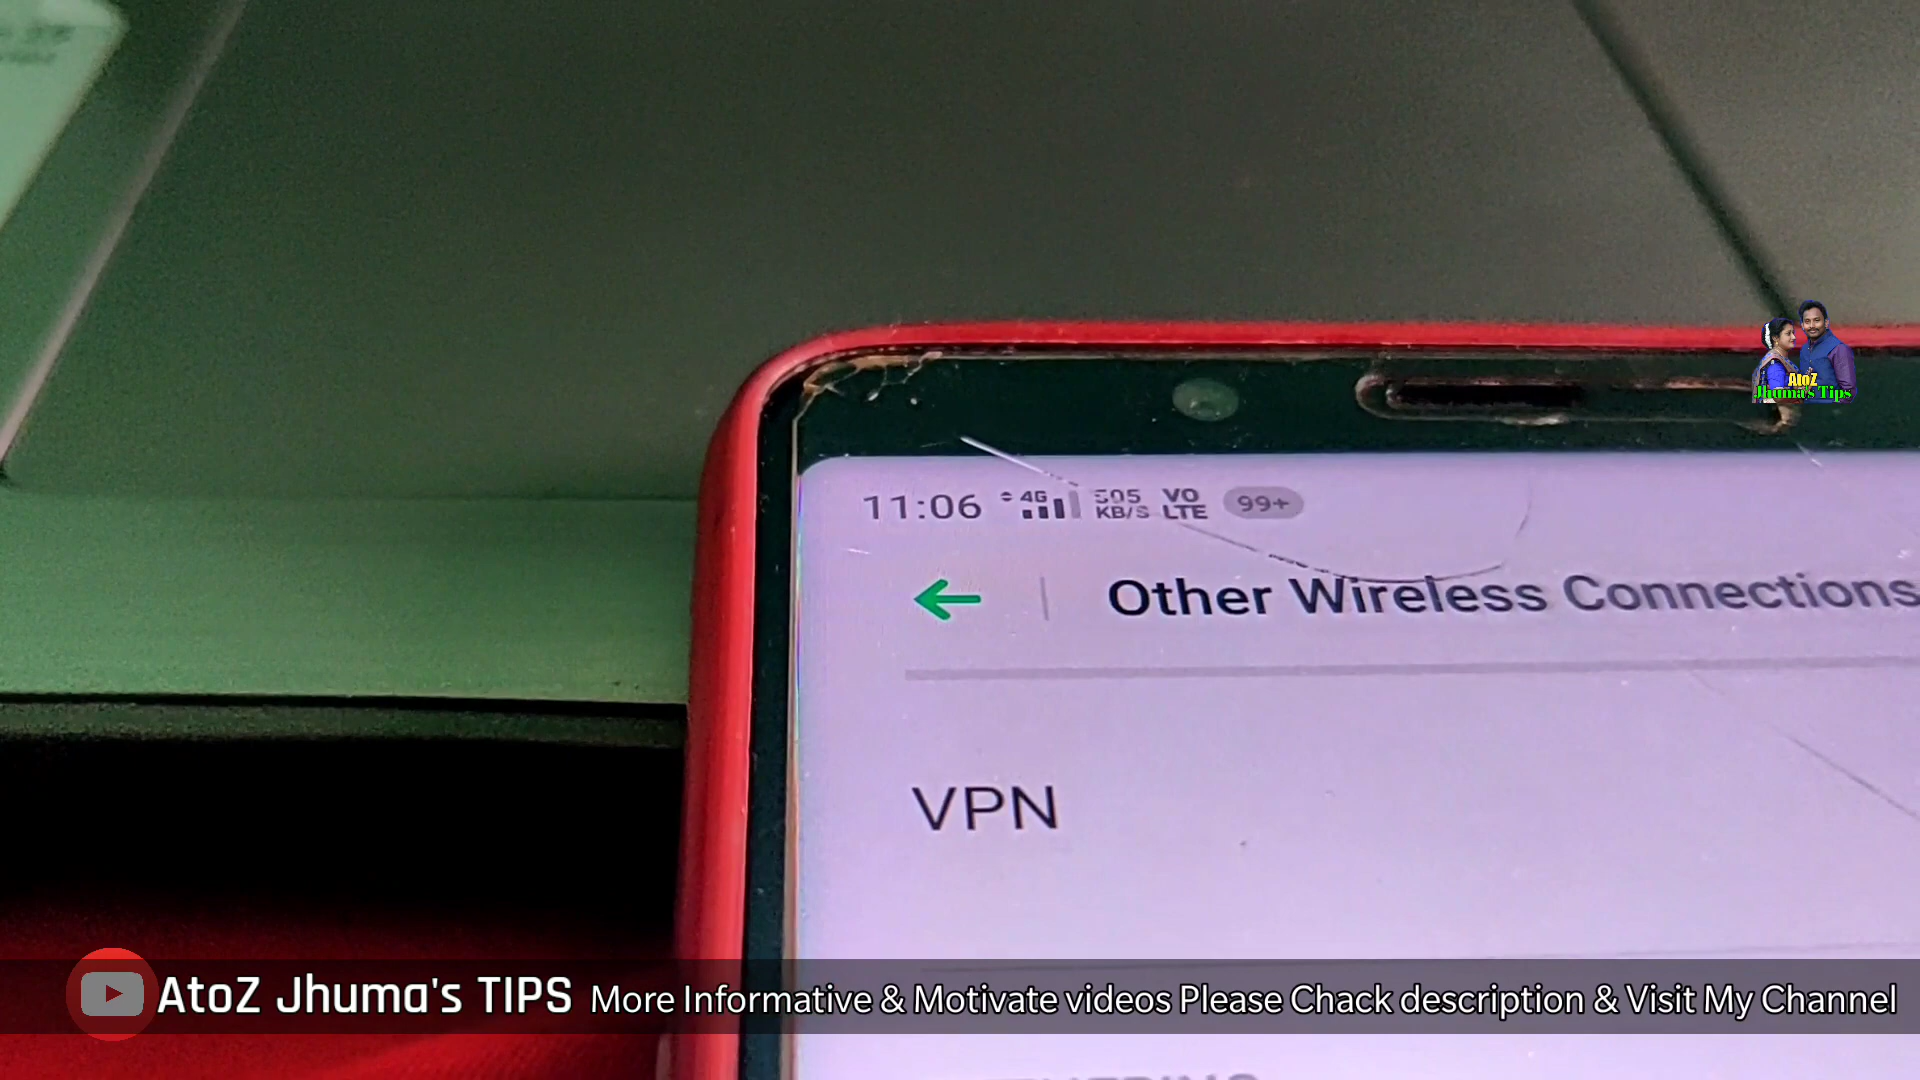 11:06 4G 505 KB/S VO LTE 99+
Other Wireless Connections
VPN
AtoZ
Jhuma's Tips
AtoZ Jhuma's TIPS More Informative & Motivate videos Please Chack description & Visit My Channel